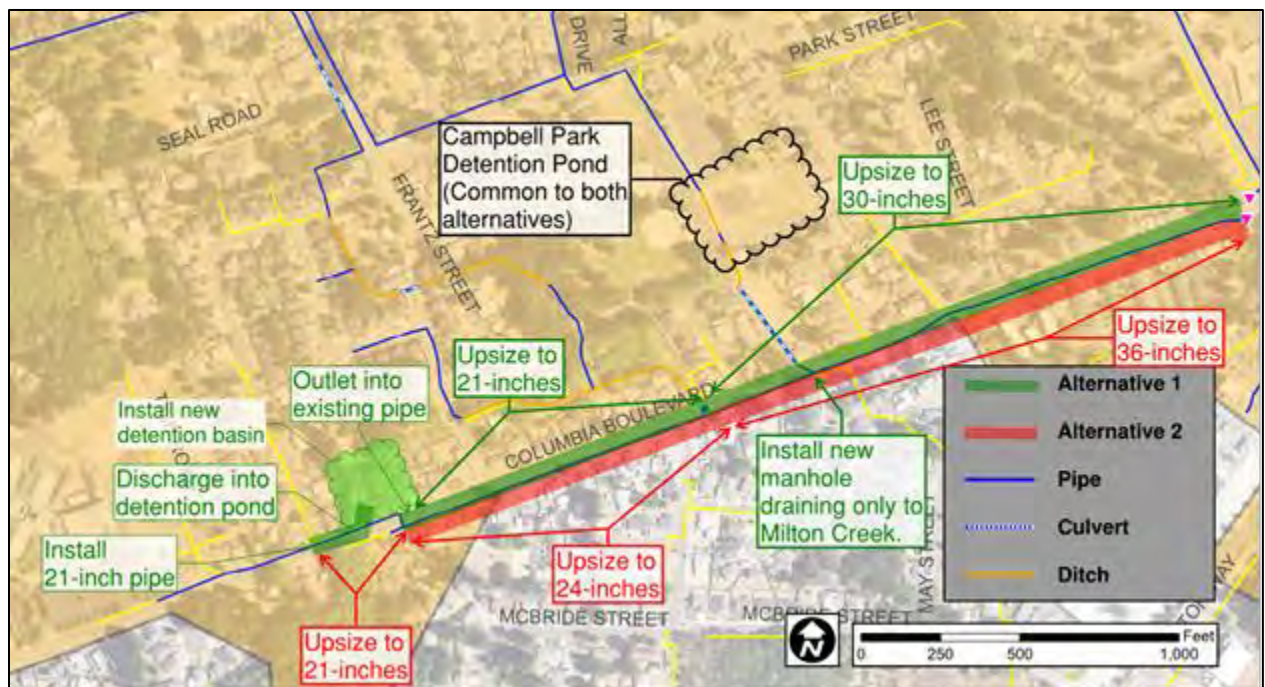 ALL
DRIVE
PARK STREET
SEAL ROAD
LEE STREET
Campbell Park
Detention Pond
(Common to both
alternatives)
Upsize to
30-inches
FRANTZ STREET
Upsize to
36-inches
Upsize to
21-inches
Outlet into
existing pipe
Install new
detention basin
COLUMBIA BOULEVARD
Discharge into
detention pond
Install new
manhole
draining only to
Milton Creek.
Install
21-inch pipe
Upsize to
24-inches
Upsize to
21-inches
MCBRIDE STREET
MCBRIDE STREET
MAY STREET
Alternative 1
Alternative 2
Pipe
Culvert
Ditch
N
Feet
0 250 500 1,000